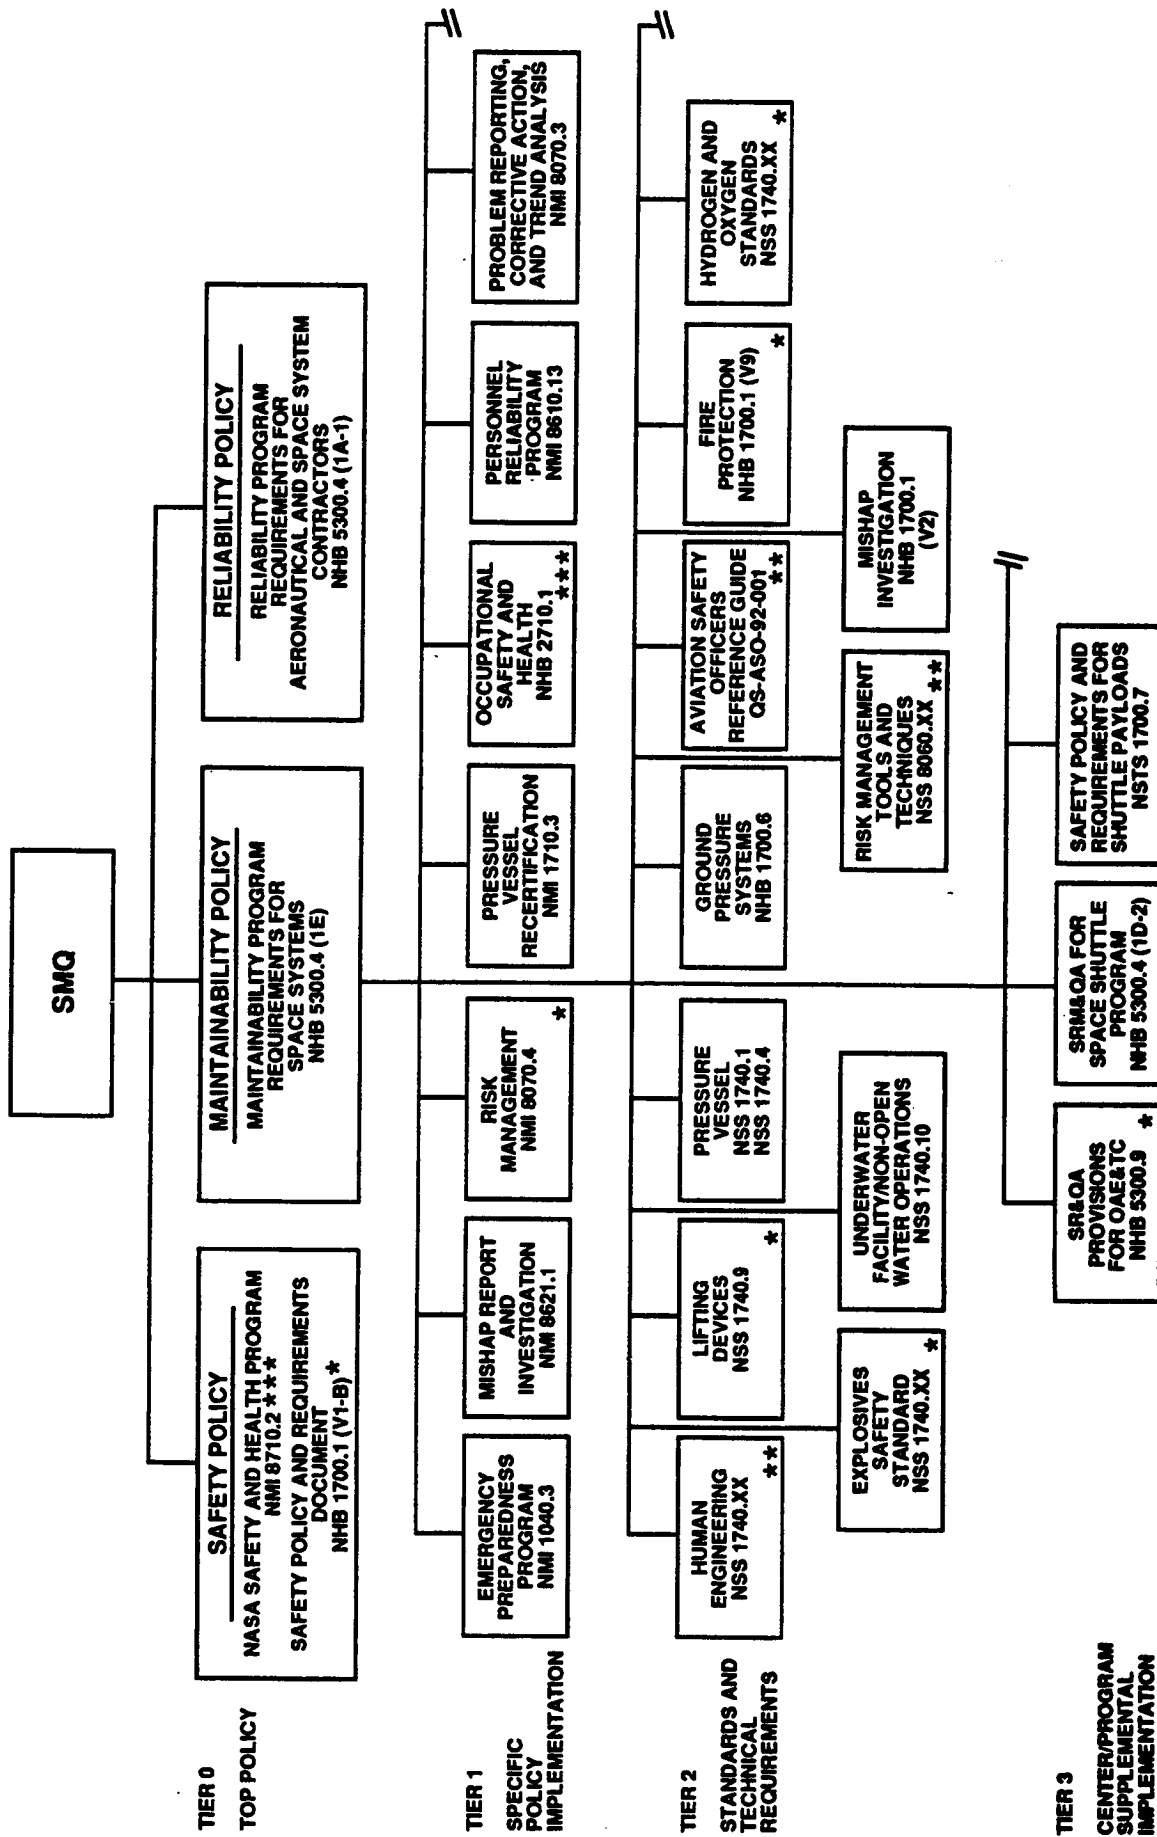 SMQ
TIER 0
TOP POLICY
SAFETY POLICY
NASA SAFETY AND HEALTH PROGRAM
NMI 8710.2 ***
SAFETY POLICY AND REQUIREMENTS
DOCUMENT
NHB 1700.1 (V1-B) *
MAINTAINABILITY POLICY
MAINTAINABILITY PROGRAM
REQUIREMENTS FOR
SPACE SYSTEMS
NHB 5300.4 (1E)
RELIABILITY POLICY
RELIABILITY PROGRAM
REQUIREMENTS FOR
AERONAUTICAL AND SPACE SYSTEM
CONTRACTORS
NHB 5300.4 (1A-1)
TIER 1
SPECIFIC
POLICY
IMPLEMENTATION
EMERGENCY
PREPAREDNESS
PROGRAM
NMI 1040.3
MISHAP REPORT
AND
INVESTIGATION
NMI 8621.1
RISK
MANAGEMENT
NMI 8070.4
*
PRESSURE
VESSEL
RECERTIFICATION
NMI 1710.3
OCCUPATIONAL
SAFETY AND
HEALTH
NHB 2710.1
***
PERSONNEL
RELIABILITY
PROGRAM
NMI 8610.13
PROBLEM REPORTING,
CORRECTIVE ACTION,
AND TREND ANALYSIS
NMI 8070.3
TIER 2
STANDARDS AND
TECHNICAL
REQUIREMENTS
HUMAN
ENGINEERING
NSS 1740.XX
**
LIFTING
DEVICES
NSS 1740.9
*
PRESSURE
VESSEL
NSS 1740.1
NSS 1740.4
GROUND
PRESSURE
SYSTEMS
NHB 1700.6
AVIATION SAFETY
OFFICERS
REFERENCE GUIDE
QS-ASO-92-001
**
FIRE
PROTECTION
NHB 1700.1 (V9)
*
HYDROGEN AND
OXYGEN
STANDARDS
NSS 1740.XX
*
EXPLOSIVES
SAFETY
STANDARD
NSS 1740.XX
*
UNDERWATER
FACILITY/NON-OPEN
WATER OPERATIONS
NSS 1740.10
RISK MANAGEMENT
TOOLS AND
TECHNIQUES
NSS 8060.XX
**
MISHAP
INVESTIGATION
NHB 1700.1
(V2)
TIER 3
CENTER/PROGRAM
SUPPLEMENTAL
IMPLEMENTATION
SR&QA
PROVISIONS
FOR OAE&TC
NHB 5300.9
*
SRM&QA FOR
SPACE SHUTTLE
PROGRAM
NHB 5300.4 (1D-2)
SAFETY POLICY AND
REQUIREMENTS FOR
SHUTTLE PAYLOADS
NSTS 1700.7